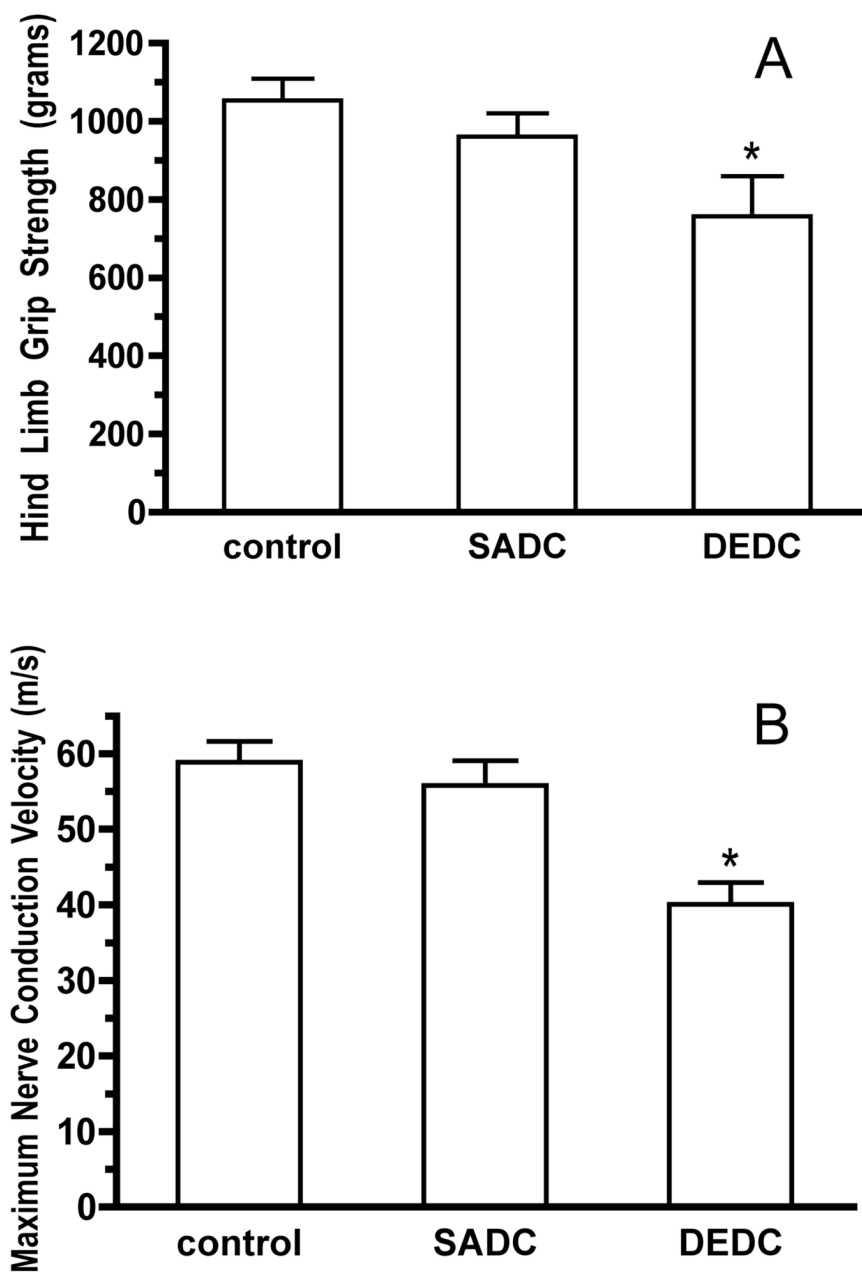 A
Hind Limb Grip Strength (grams)
1200
1000
800
600
400
200
0
*
control SADC DEDC
B
Maximum Nerve Conduction Velocity (m/s)
60
50
40
30
20
10
0
*
control SADC DEDC